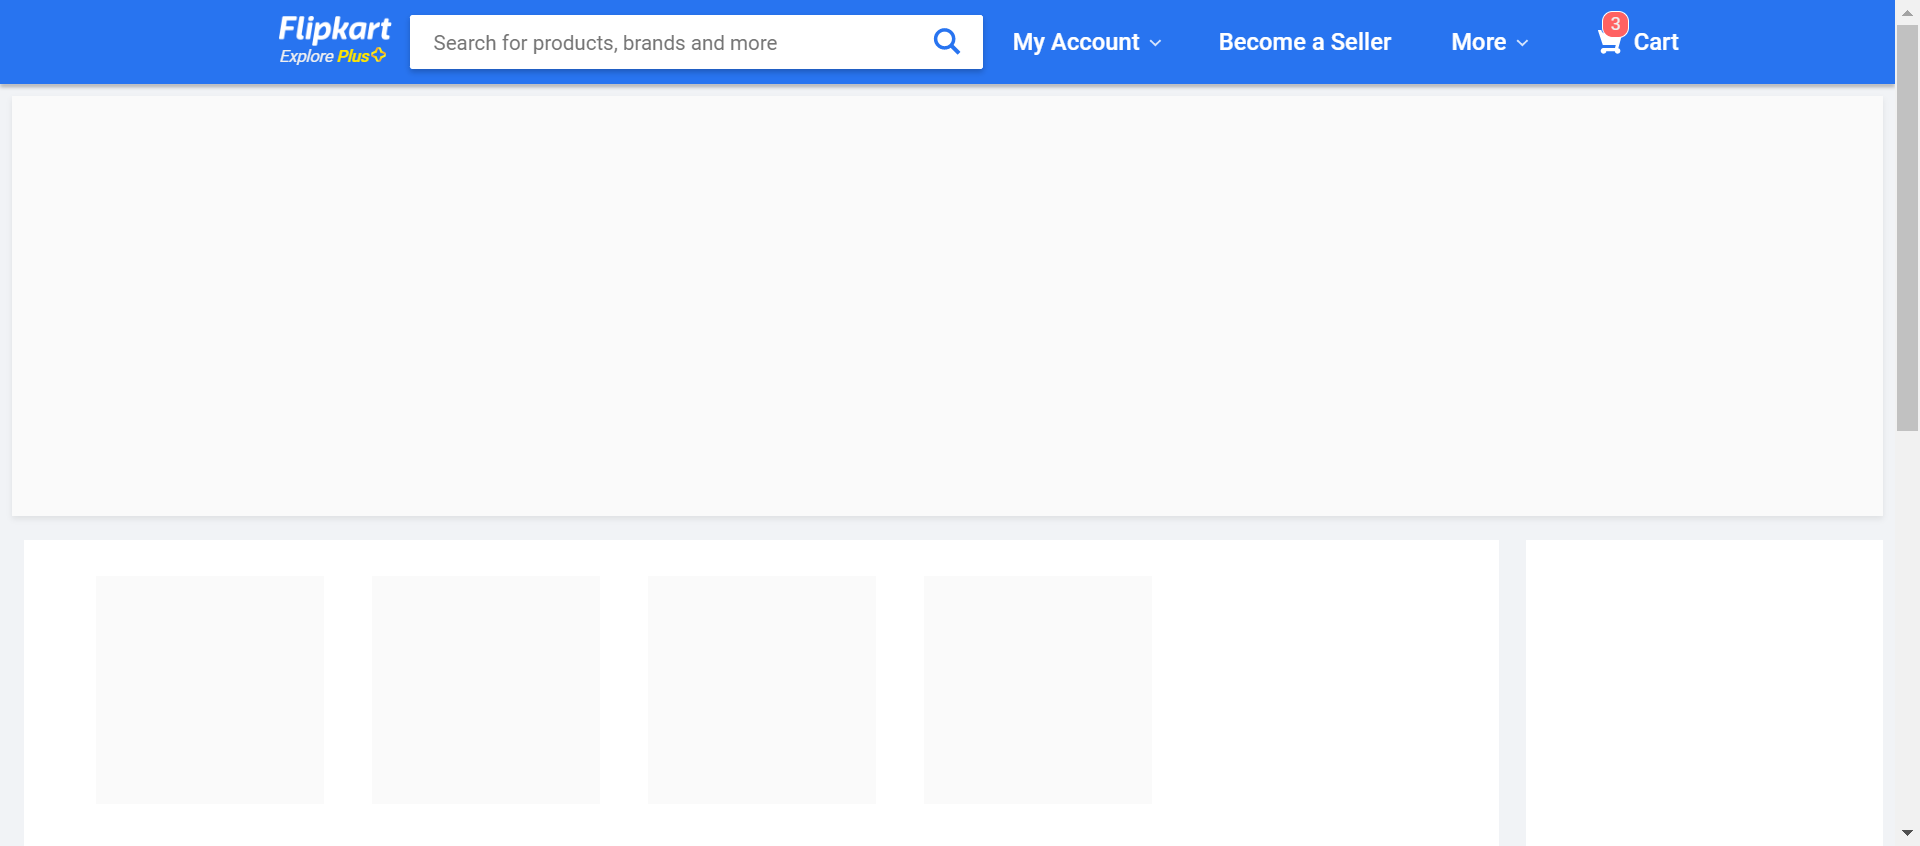 Flipkart
Explore Plus
Search for products, brands and more
My Account
Become a Seller
More
3
Cart